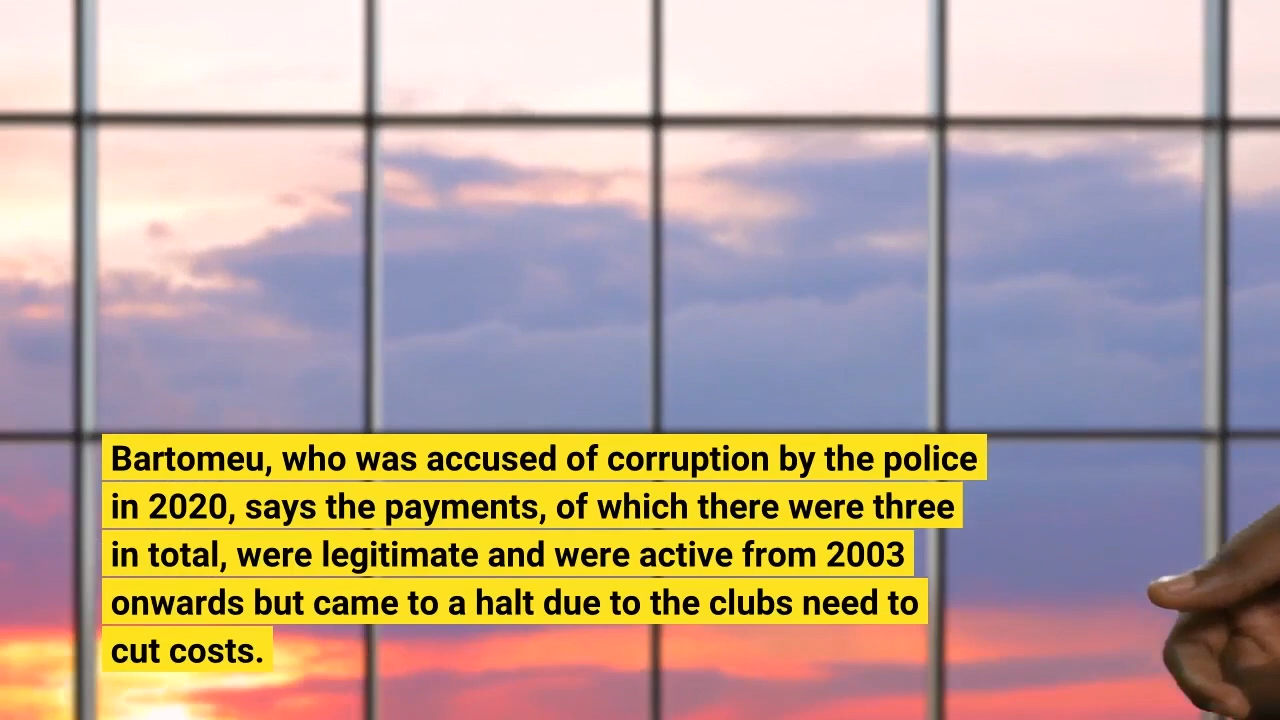 Bartomeu, who was accused of corruption by the police
in 2020, says the payments, of which there were three
in total, were legitimate and were active from 2003
onwards but came to a halt due to the clubs need to
cut costs.